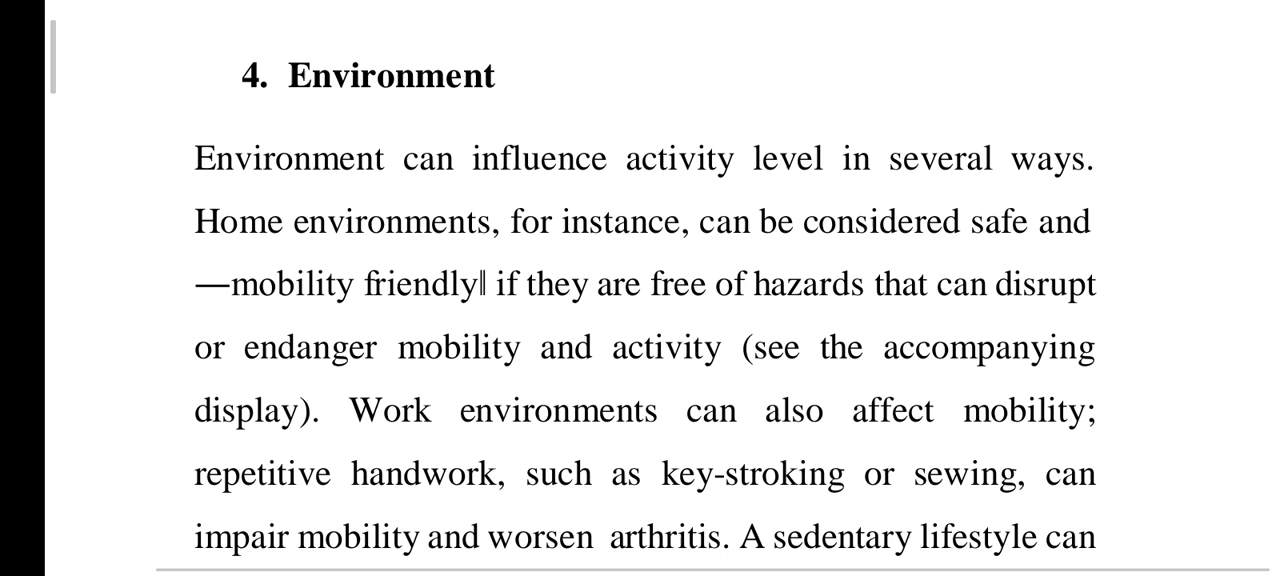 4. Environment
Environment can influence activity level in several ways.
Home environments, for instance, can be considered safe and
―mobility friendly‖ if they are free of hazards that can disrupt
or endanger mobility and activity (see the accompanying
display). Work environments can also affect mobility;
repetitive handwork, such as key-stroking or sewing, can
impair mobility and worsen arthritis. A sedentary lifestyle can